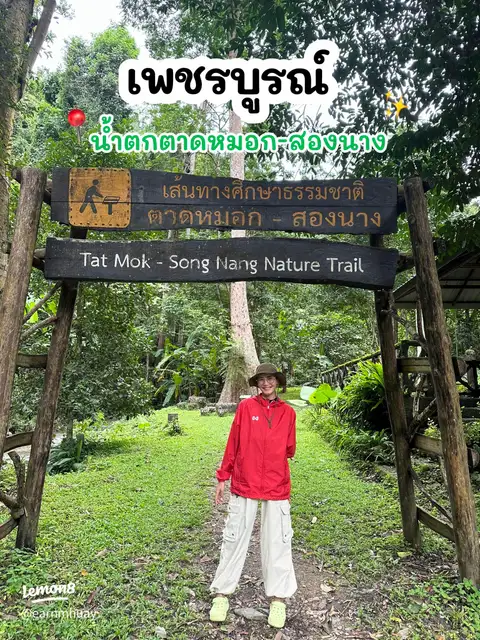 เพชรบูรณ์
น้ำตกตาดหมอก-สองนาง
เส้นทางศึกษาธรรมชาติ
ตาดหมอก - สองนาง
Tat Mok - Song Nang Nature Trail
Lemon8
@earnmhuay